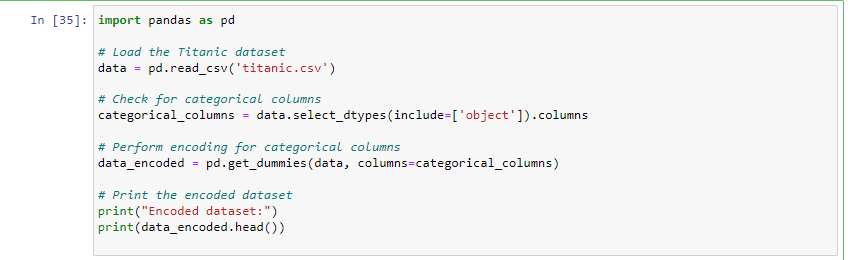 In [35]: import pandas as pd
# Load the Titanic dataset
data = pd.read_csv('titanic.csv')
# Check for categorical columns
categorical_columns = data.select_dtypes(include=['object']).columns
# Perform encoding for categorical columns
data_encoded = pd.get_dummies(data, columns=categorical_columns)
# Print the encoded dataset
print("Encoded dataset:")
print(data_encoded.head())